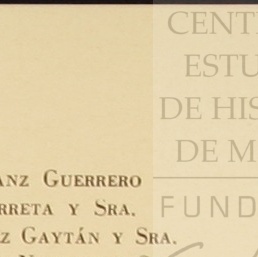 CENT
ESTU
DE HIS
DE M
FUND
ANZ GUERRERO
RRETA Y SRA.
Z GAYTÁN Y SRA.